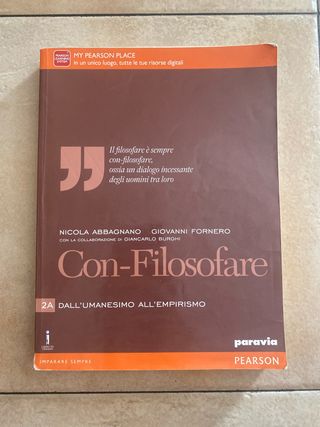 MY PEARSON PLACE
in un unico luogo, tutte le tue risorse digitali
Il filosofare è sempre
con-filosofare,
ossia un dialogo incessante
degli uomini tra loro
NICOLA ABBAGNANO GIOVANNI FORNERO
CON LA COLLABORAZIONE DI GIANCARLO BURGHI
Con-Filosofare
2A DALL'UMANESIMO ALL'EMPIRISMO
paravia
IMPARARE SEMPRE
PEARSON